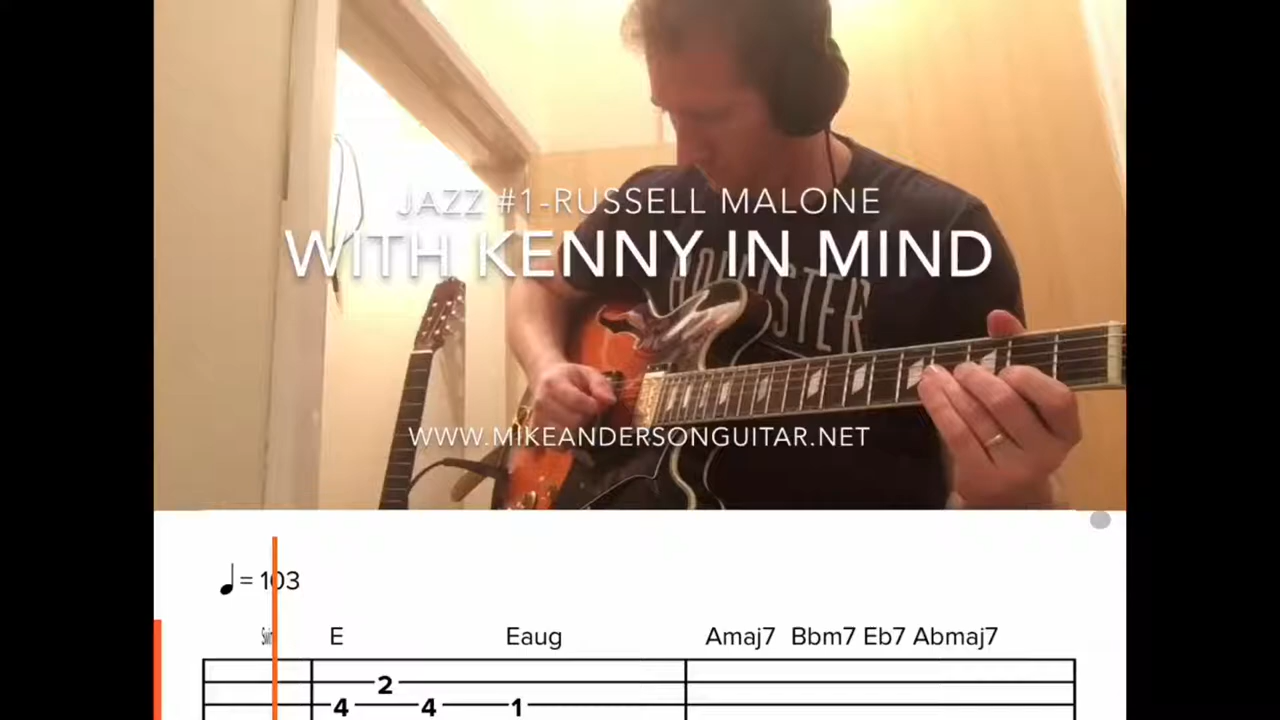 JAZZ #1-RUSSELL MALONE
WITH KENNY IN MIND
WWW.MIKEANDERSONGUITAR.NET
♩ = 103
E Eaug Amaj7 Bbm7 Eb7 Abmaj7
2
4 4 1